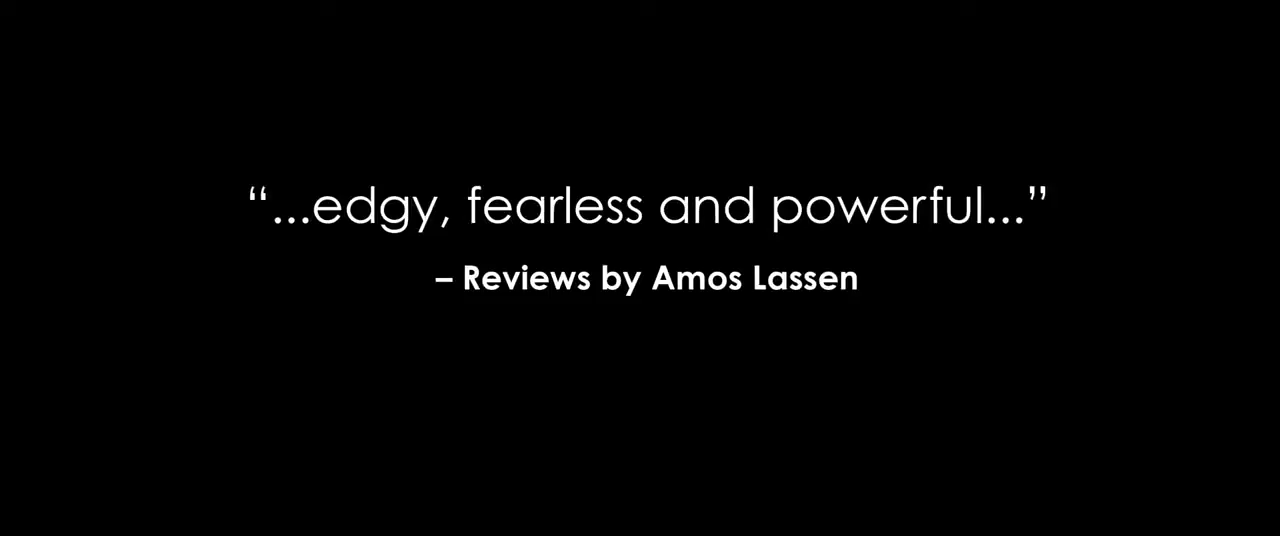 “...edgy, fearless and powerful...”
– Reviews by Amos Lassen